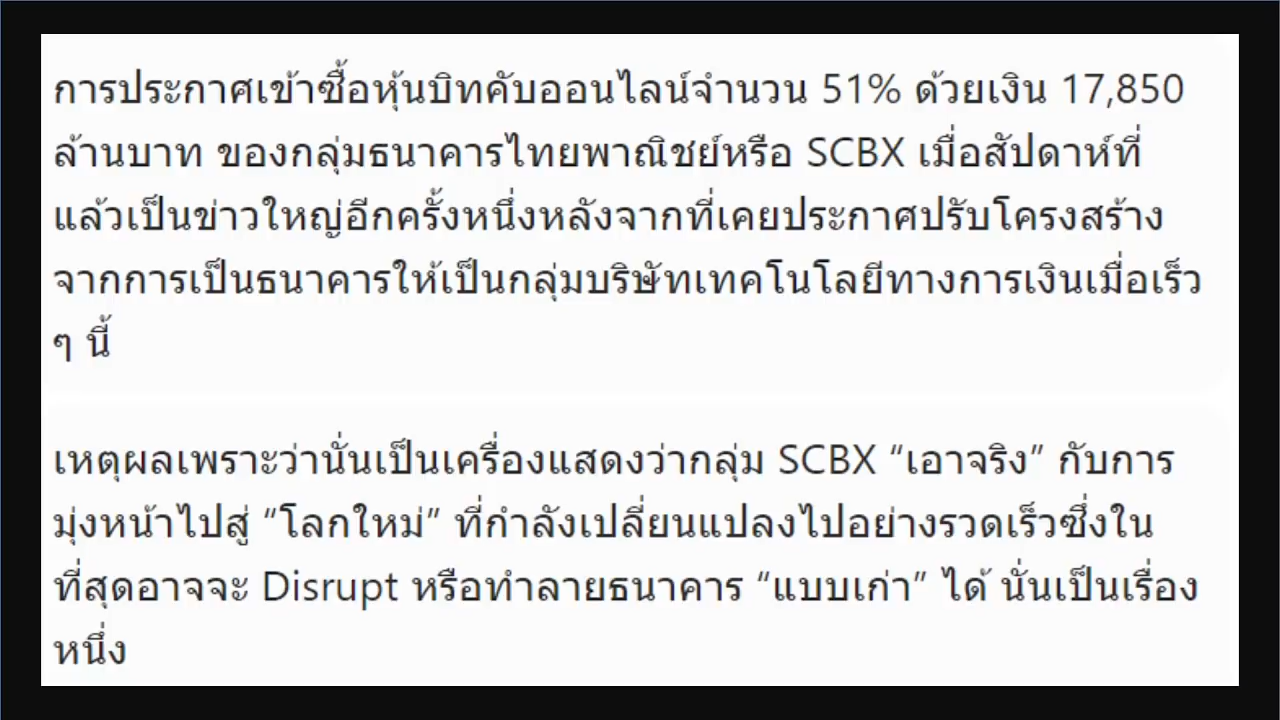 การประกาศเข้าซื้อหุ้นบิทคับออนไลน์จำนวน 51% ด้วยเงิน 17,850
ล้านบาท ของกลุ่มธนาคารไทยพาณิชย์หรือ SCBX เมื่อสัปดาห์ที่
แล้วเป็นข่าวใหญ่อีกครั้งหนึ่งหลังจากที่เคยประกาศปรับโครงสร้าง
จากการเป็นธนาคารให้เป็นกลุ่มบริษัทเทคโนโลยีทางการเงินเมื่อเร็ว
ๆ นี้
เหตุผลเพราะว่านั่นเป็นเครื่องแสดงว่ากลุ่ม SCBX “เอาจริง” กับการ
มุ่งหน้าไปสู่ “โลกใหม่” ที่กำลังเปลี่ยนแปลงไปอย่างรวดเร็วซึ่งใน
ที่สุดอาจจะ Disrupt หรือทำลายธนาคาร “แบบเก่า” ได้ นั่นเป็นเรื่อง
หนึ่ง